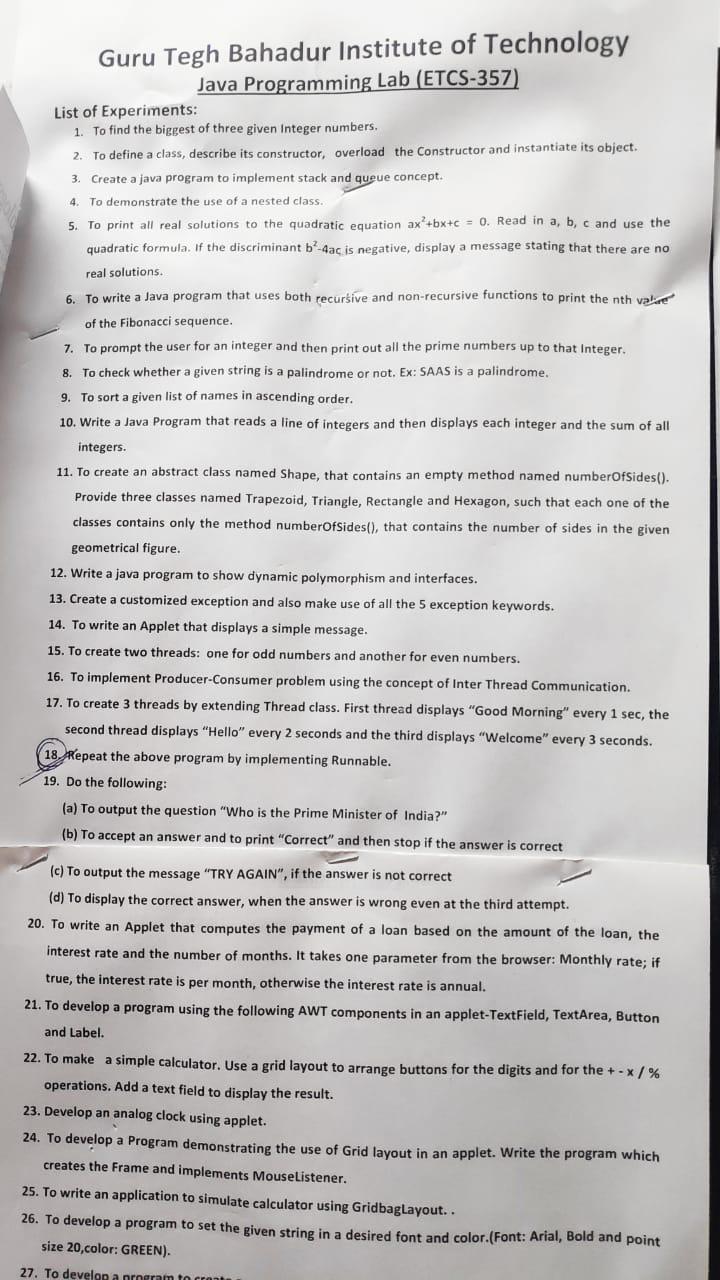 Guru Tegh Bahadur Institute of Technology
Java Programming Lab (ETCS-357)
List of Experiments:
1. To find the biggest of three given Integer numbers.
2. To define a class, describe its constructor, overload the Constructor and instantiate its object.
3. Create a java program to implement stack and queue concept.
4. To demonstrate the use of a nested class.
5. To print all real solutions to the quadratic equation ax²+bx+c = 0. Read in a, b, c and use the
quadratic formula. If the discriminant b²-4ac is negative, display a message stating that there are no
real solutions.
6. To write a Java program that uses both recursive and non-recursive functions to print the nth value
of the Fibonacci sequence.
7. To prompt the user for an integer and then print out all the prime numbers up to that Integer.
8. To check whether a given string is a palindrome or not. Ex: SAAS is a palindrome.
9. To sort a given list of names in ascending order.
10. Write a Java Program that reads a line of integers and then displays each integer and the sum of all
integers.
11. To create an abstract class named Shape, that contains an empty method named numberOfSides().
Provide three classes named Trapezoid, Triangle, Rectangle and Hexagon, such that each one of the
classes contains only the method numberOfSides(), that contains the number of sides in the given
geometrical figure.
12. Write a java program to show dynamic polymorphism and interfaces.
13. Create a customized exception and also make use of all the 5 exception keywords.
14. To write an Applet that displays a simple message.
15. To create two threads: one for odd numbers and another for even numbers.
16. To implement Producer-Consumer problem using the concept of Inter Thread Communication.
17. To create 3 threads by extending Thread class. First thread displays "Good Morning" every 1 sec, the
second thread displays "Hello" every 2 seconds and the third displays "Welcome" every 3 seconds.
18. Repeat the above program by implementing Runnable.
19. Do the following:
(a) To output the question "Who is the Prime Minister of India?"
(b) To accept an answer and to print "Correct" and then stop if the answer is correct
(c) To output the message "TRY AGAIN", if the answer is not correct
(d) To display the correct answer, when the answer is wrong even at the third attempt.
20. To write an Applet that computes the payment of a loan based on the amount of the loan, the
interest rate and the number of months. It takes one parameter from the browser: Monthly rate; if
true, the interest rate is per month, otherwise the interest rate is annual.
21. To develop a program using the following AWT components in an applet-TextField, TextArea, Button
and Label.
22. To make a simple calculator. Use a grid layout to arrange buttons for the digits and for the + - x / %
operations. Add a text field to display the result.
23. Develop an analog clock using applet.
24. To develop a Program demonstrating the use of Grid layout in an applet. Write the program which
creates the Frame and implements MouseListener.
25. To write an application to simulate calculator using GridbagLayout. .
26. To develop a program to set the given string in a desired font and color.(Font: Arial, Bold and point
size 20,color: GREEN).
27. To develop a program to